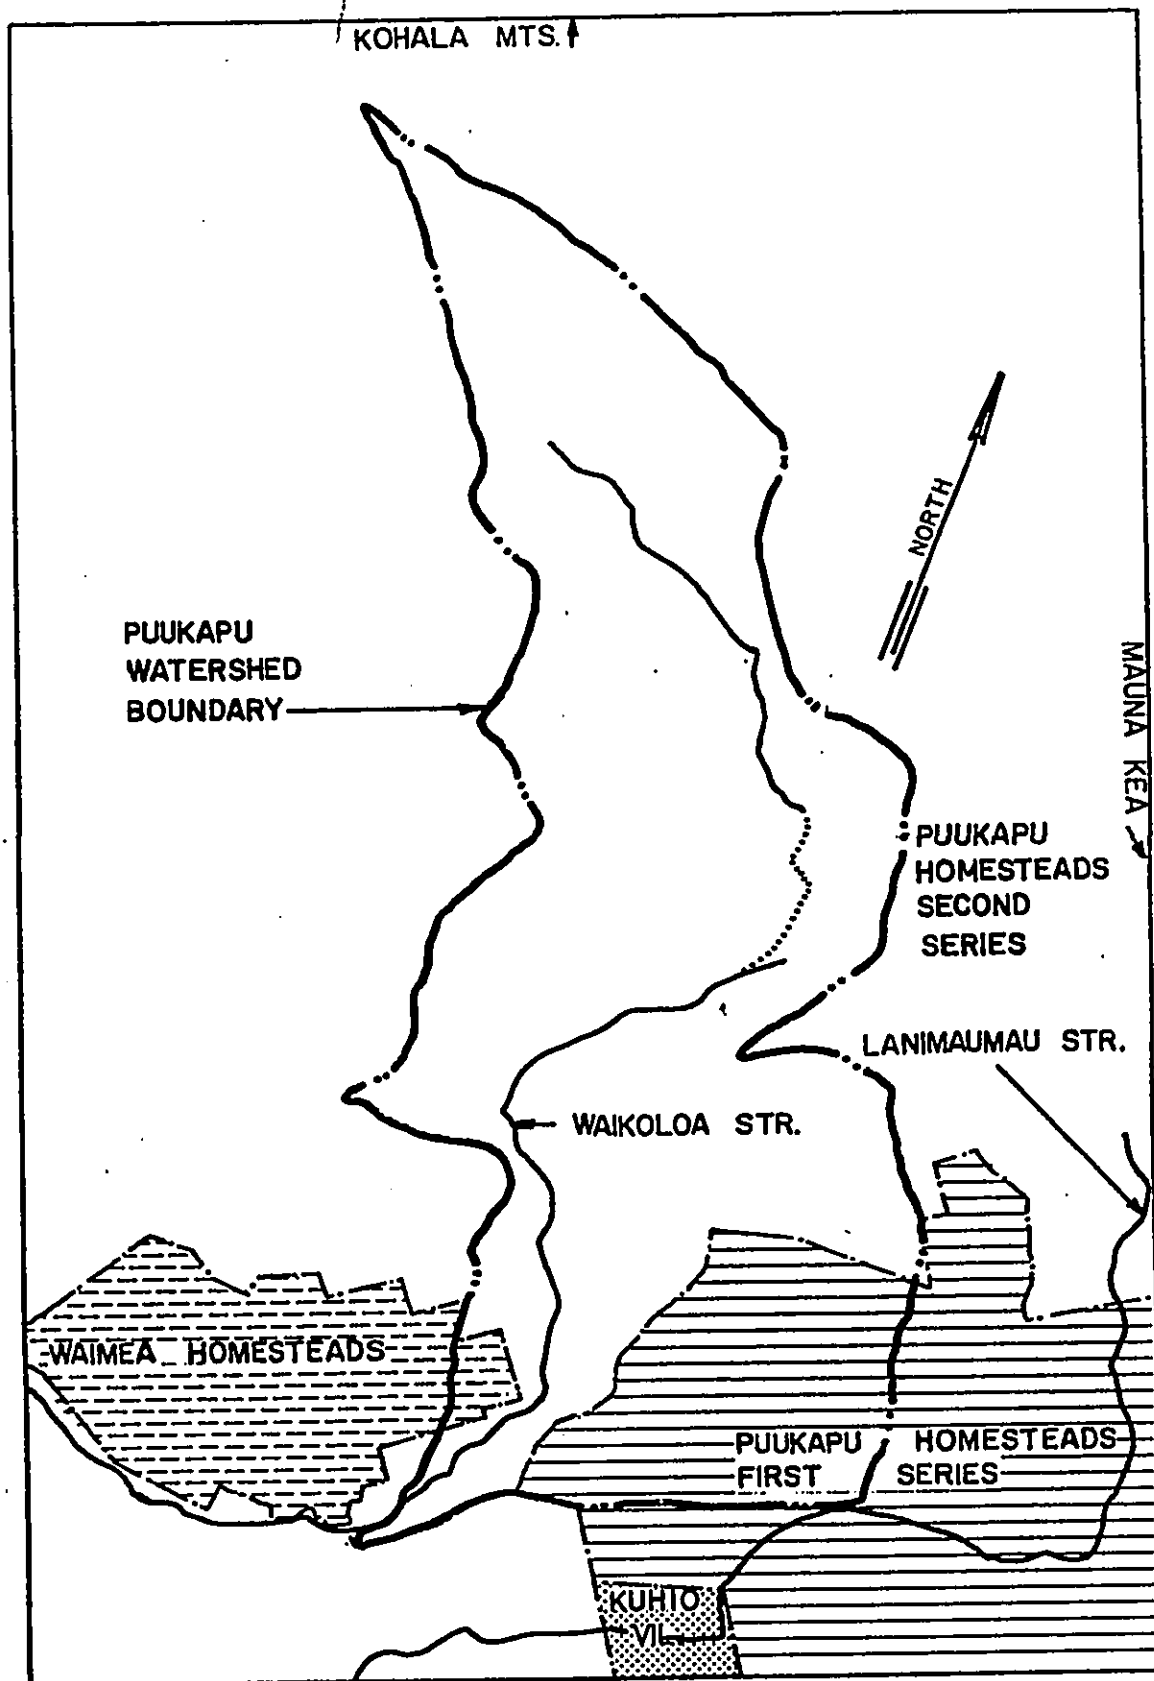 KOHALA MTS.
NORTH
PUUKAPU
WATERSHED
BOUNDARY
MAUNA KEA
PUUKAPU
HOMESTEADS
SECOND
SERIES
LANIMAUMAU STR.
WAIKOLOA STR.
WAIMEA HOMESTEADS
PUUKAPU HOMESTEADS
FIRST SERIES
KUHIO
VIL